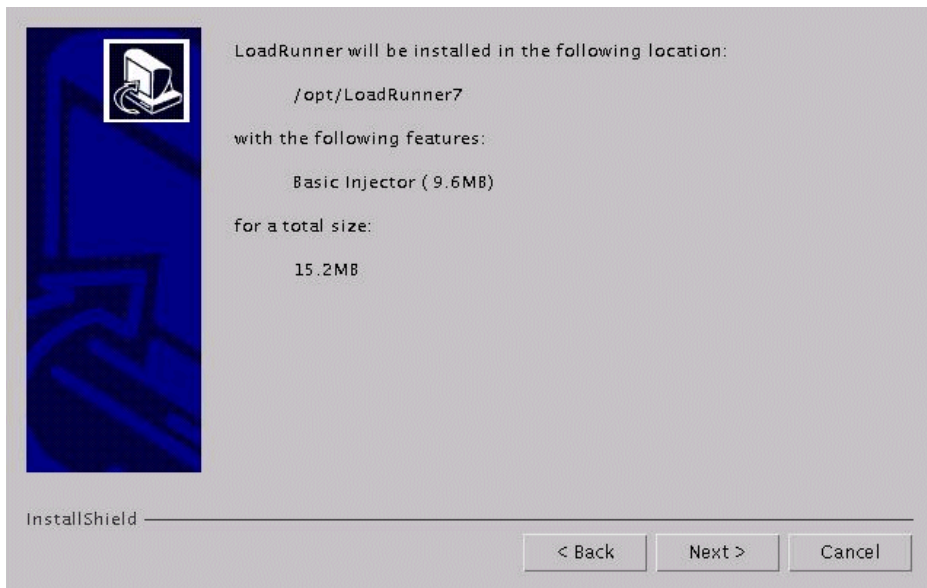 LoadRunner will be installed in the following location:
/opt/LoadRunner7
with the following features:
Basic Injector ( 9.6MB)
for a total size:
15.2MB
InstallShield
< Back Next > Cancel